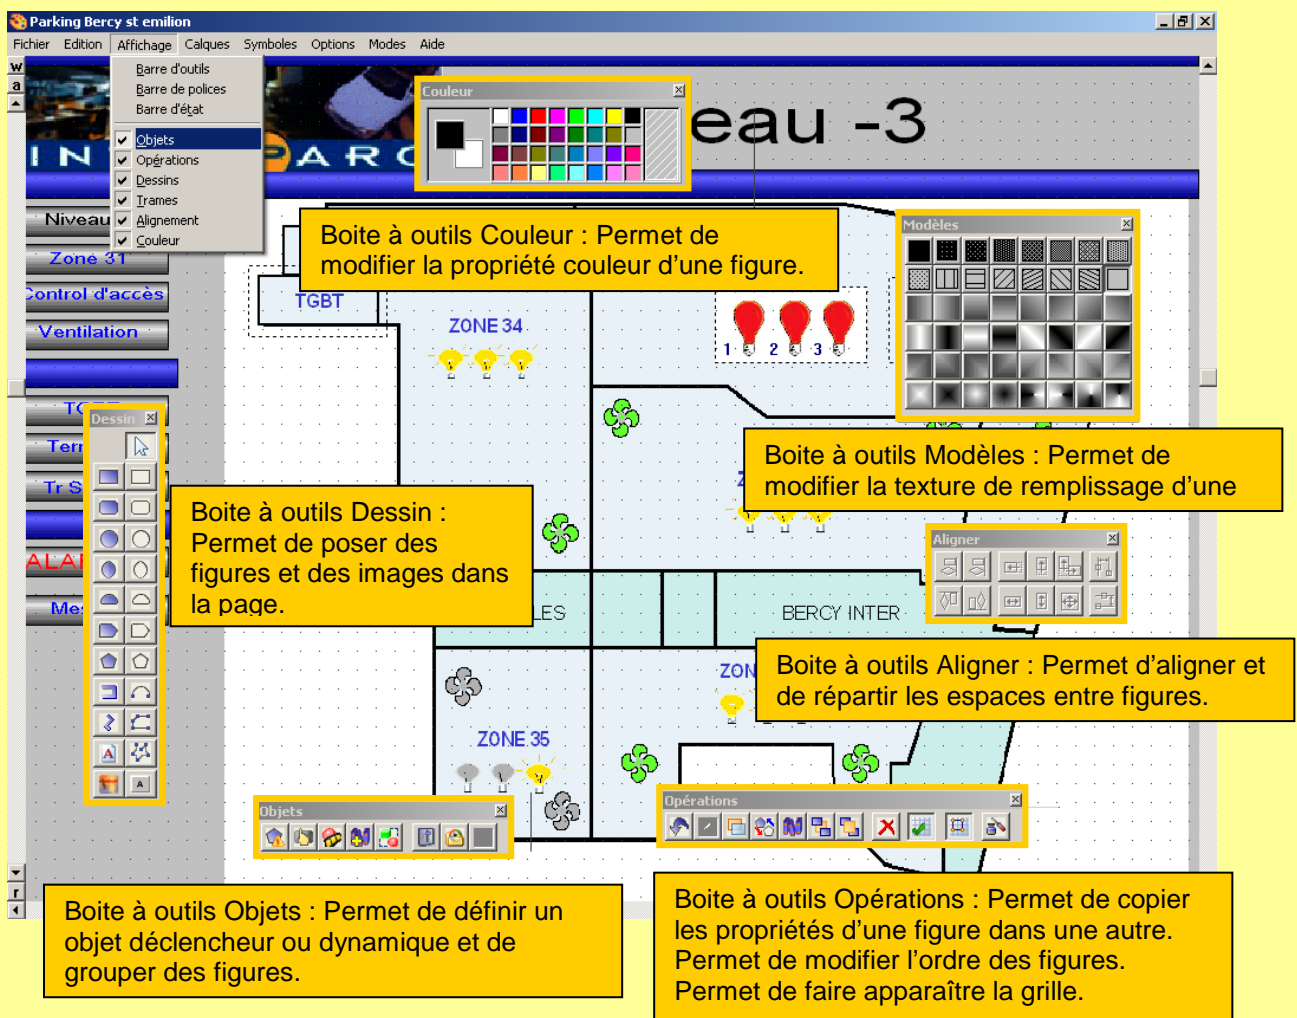 Parking Bercy st emilion
Fichier Edition Affichage Calques Symboles Options Modes Aide
w
a
Barre d'outils
Barre de polices
Barre d'état
Objets
Opérations
Dessins
Trames
Alignement
Couleur
Couleur
eau -3
I N
A R C
Niveau
Zone 31
Control d'accès
Ventilation
Boite à outils Couleur : Permet de
modifier la propriété couleur d'une figure.
Modèles
TGBT
ZONE 34
1 2 3
Dessin
Ter
Tr S
ALA
Mes
Boite à outils Modèles : Permet de
modifier la texture de remplissage d'une
Boite à outils Dessin :
Permet de poser des
figures et des images dans
la page.
Aligner
LES
BERCY INTER
Boite à outils Aligner : Permet d'aligner et
de répartir les espaces entre figures.
ZON
ZONE 35
A
A
Objets
Opérations
r
Boite à outils Objets : Permet de définir un
objet déclencheur ou dynamique et de
grouper des figures.
Boite à outils Opérations : Permet de copier
les propriétés d'une figure dans une autre.
Permet de modifier l'ordre des figures.
Permet de faire apparaître la grille.